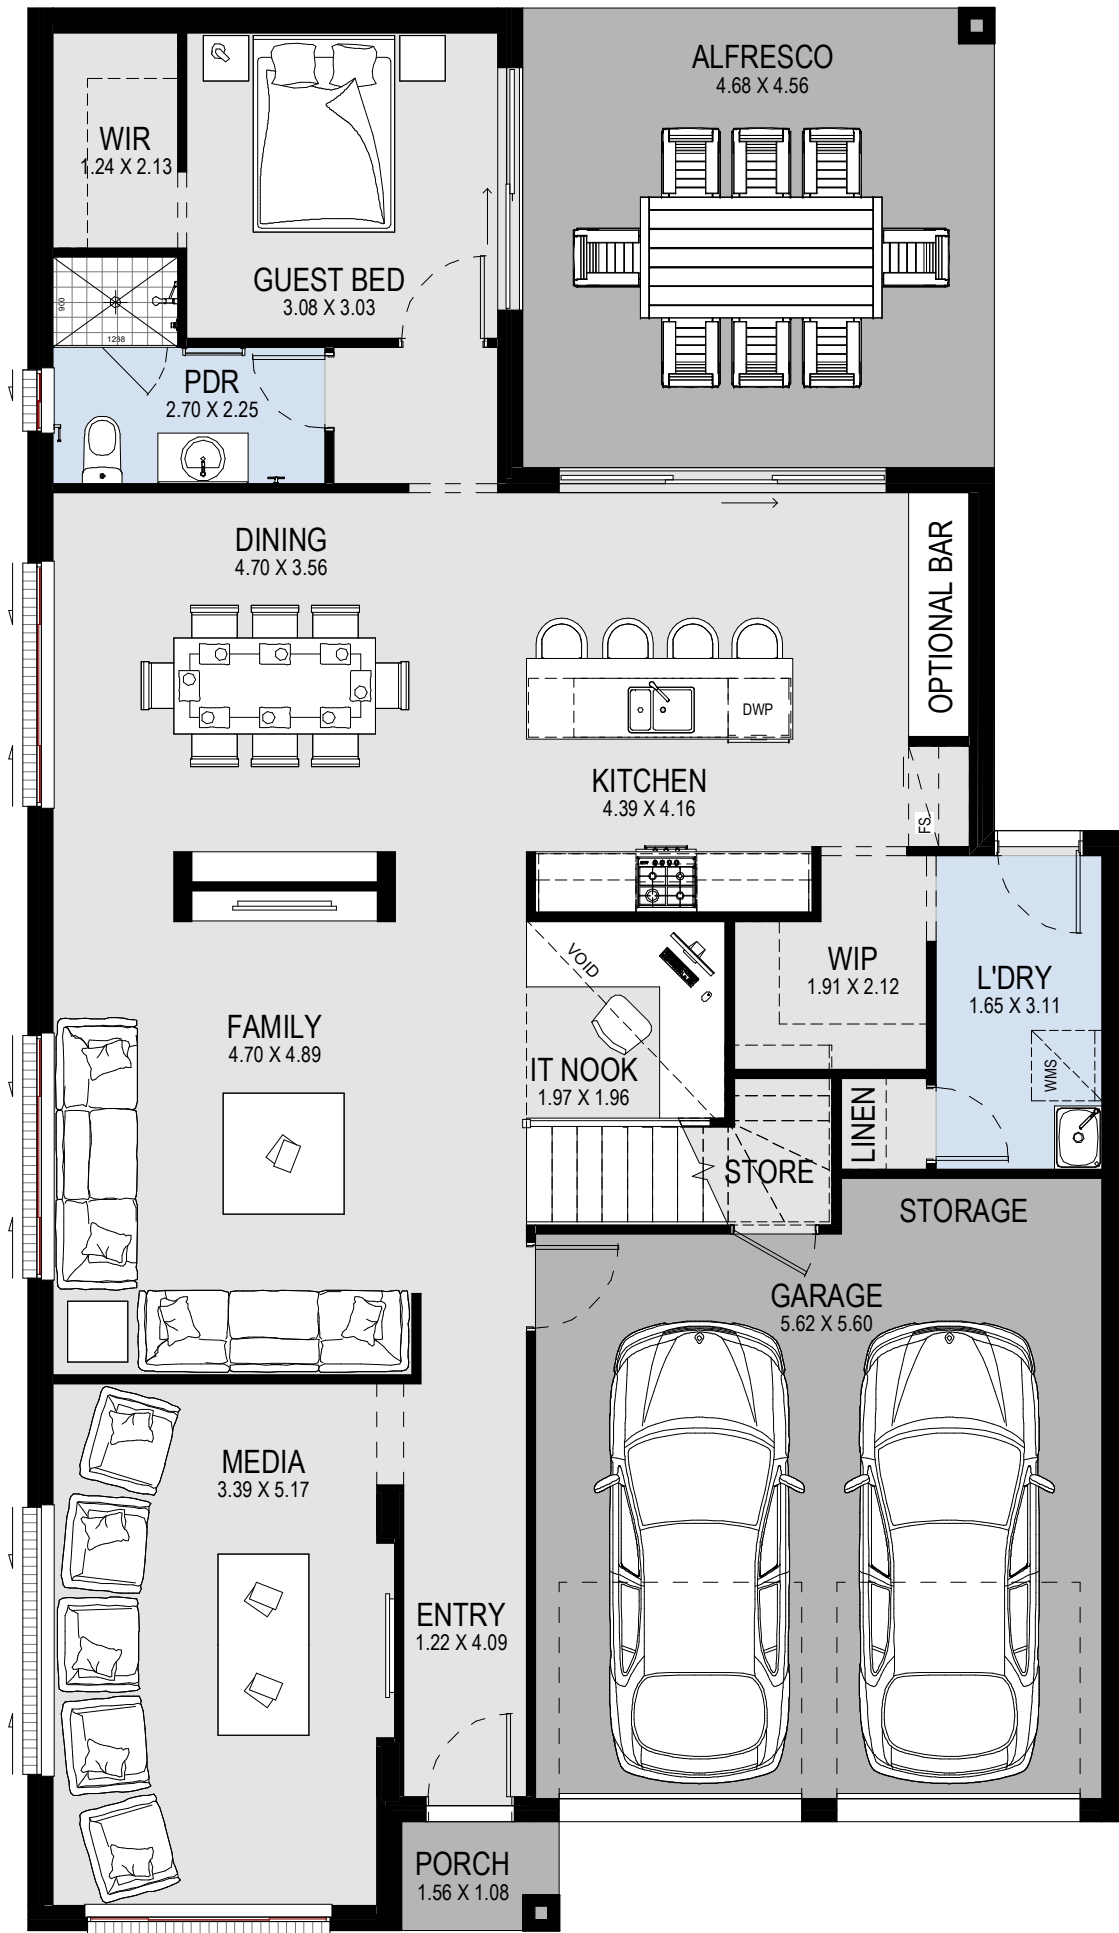 ALFRESCO
4.68 X 4.56
WIR
1.24 X 2.13
GUEST BED
3.08 X 3.03
900
1238
PDR
2.70 X 2.25
DINING
4.70 X 3.56
OPTIONAL BAR
DWP
KITCHEN
4.39 X 4.16
FS.
VOID
WIP
1.91 X 2.12
L'DRY
1.65 X 3.11
FAMILY
4.70 X 4.89
IT NOOK
1.97 X 1.96
WMS
LINEN
STORE
STORAGE
GARAGE
5.62 X 5.60
MEDIA
3.39 X 5.17
ENTRY
1.22 X 4.09
PORCH
1.56 X 1.08